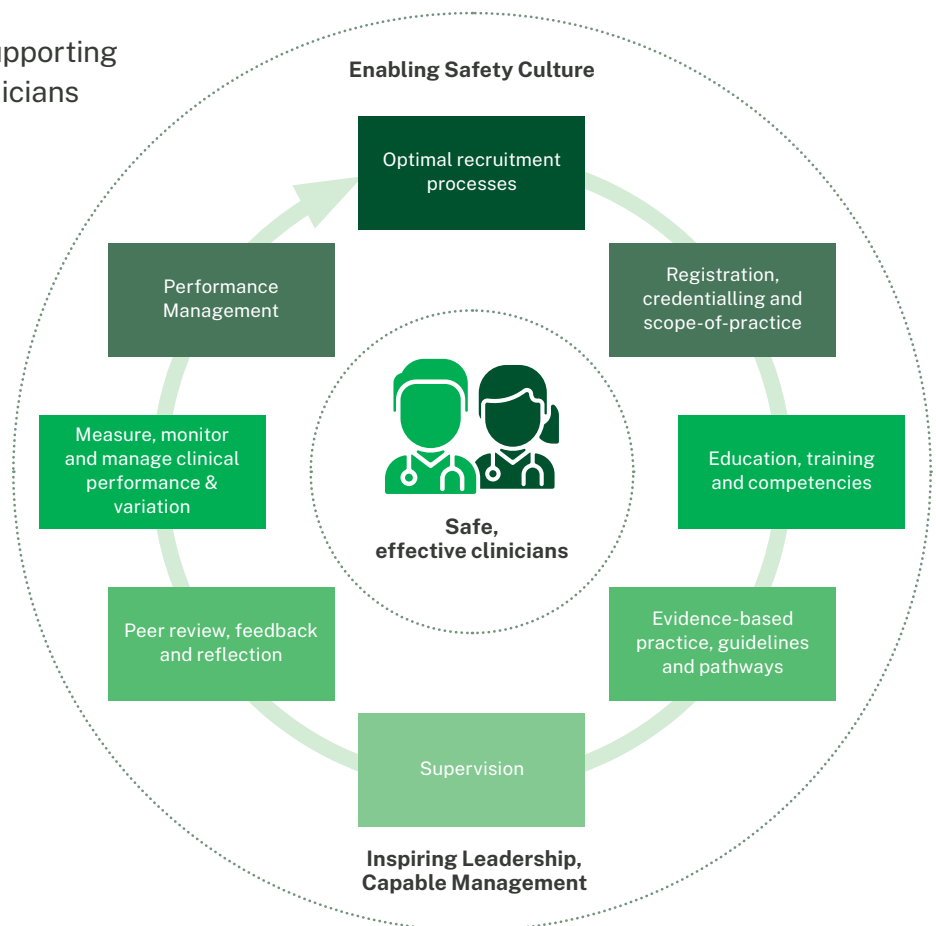 upporting
icians
Enabling Safety Culture
Optimal recruitment
processes
Registration,
credentialling and
scope-of-practice
Education, training
and competencies
Evidence-based
practice, guidelines
and pathways
Supervision
Peer review, feedback
and reflection
Measure, monitor
and manage clinical
performance &
variation
Performance
Management
Safe,
effective clinicians
Inspiring Leadership,
Capable Management